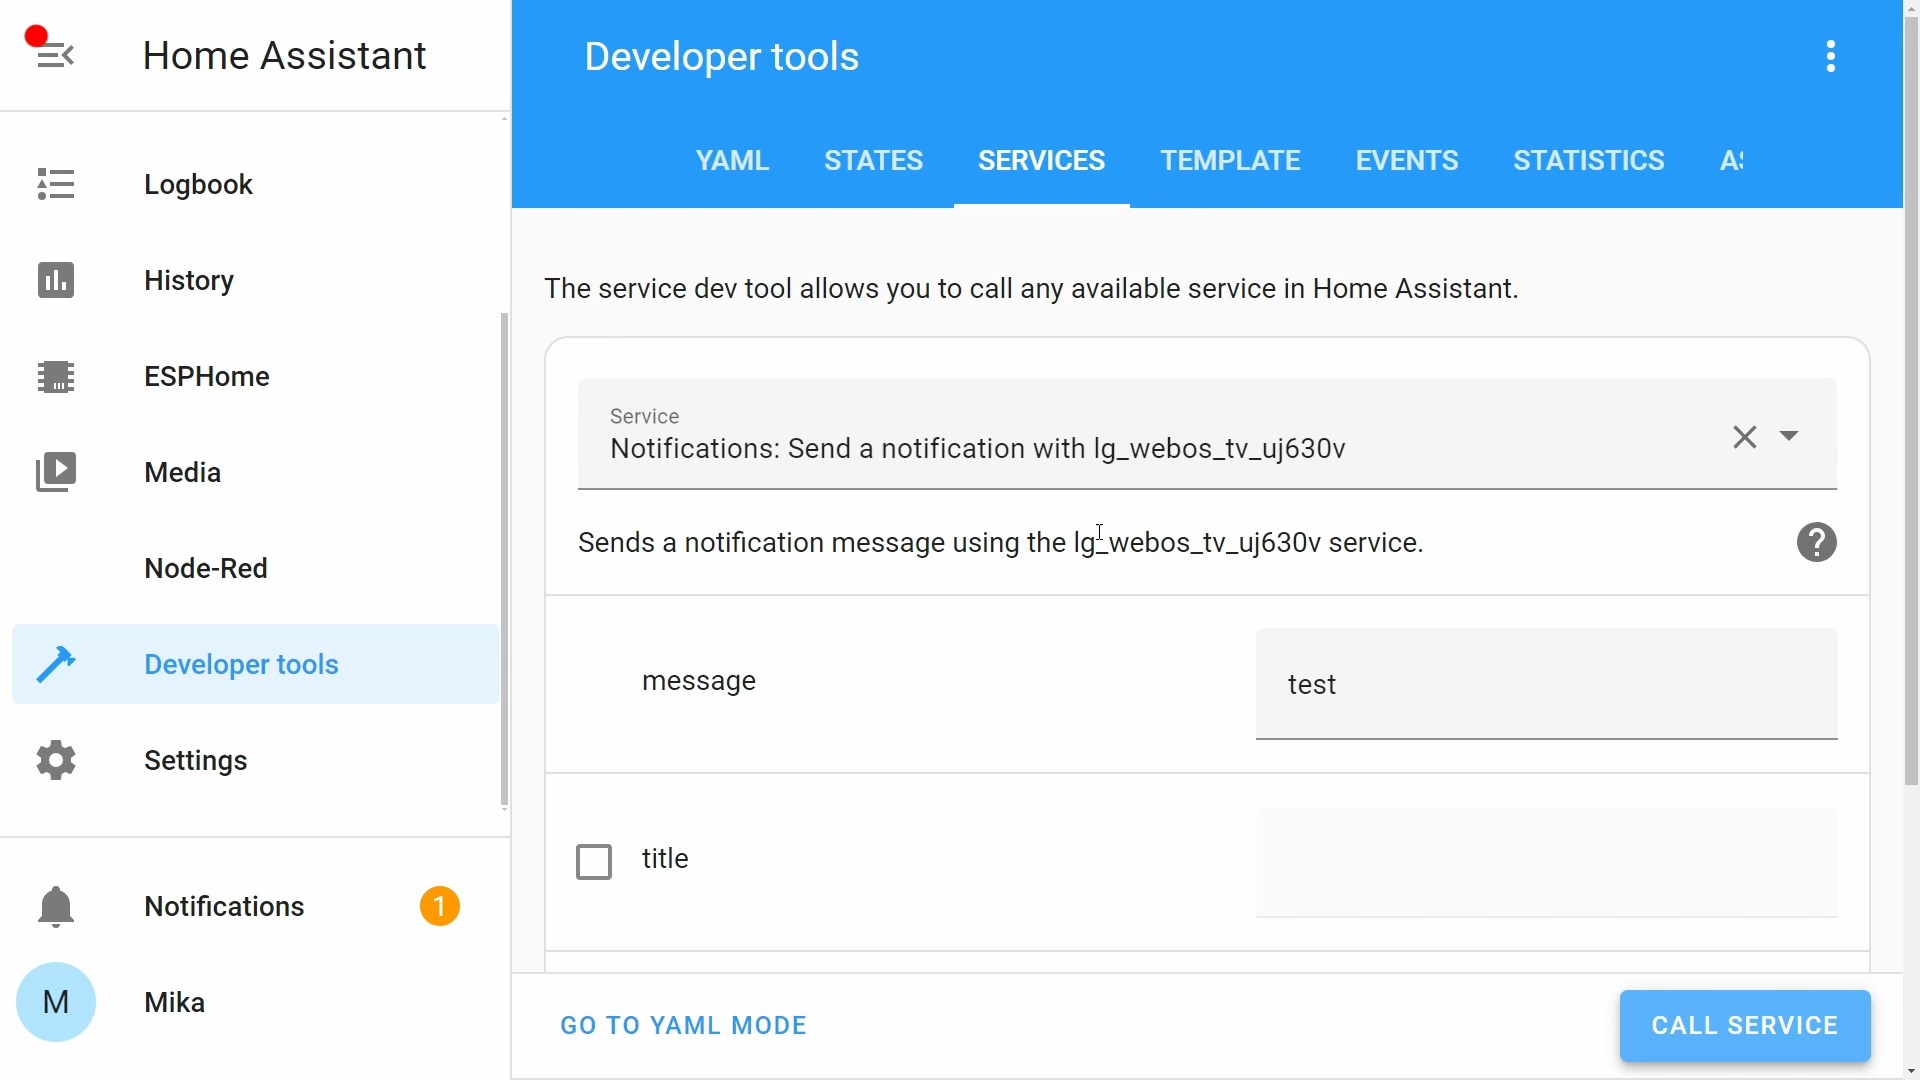 Home Assistant
Logbook
History
ESPHome
Media
Node-Red
Developer tools
Settings
Notifications
1
M
Mika
Developer tools
YAML
STATES
SERVICES
TEMPLATE
EVENTS
STATISTICS
The service dev tool allows you to call any available service in Home Assistant.
Service
Notifications: Send a notification with lg_webos_tv_uj630v
Sends a notification message using the lg_webos_tv_uj630v service.
message
test
title
GO TO YAML MODE
CALL SERVICE